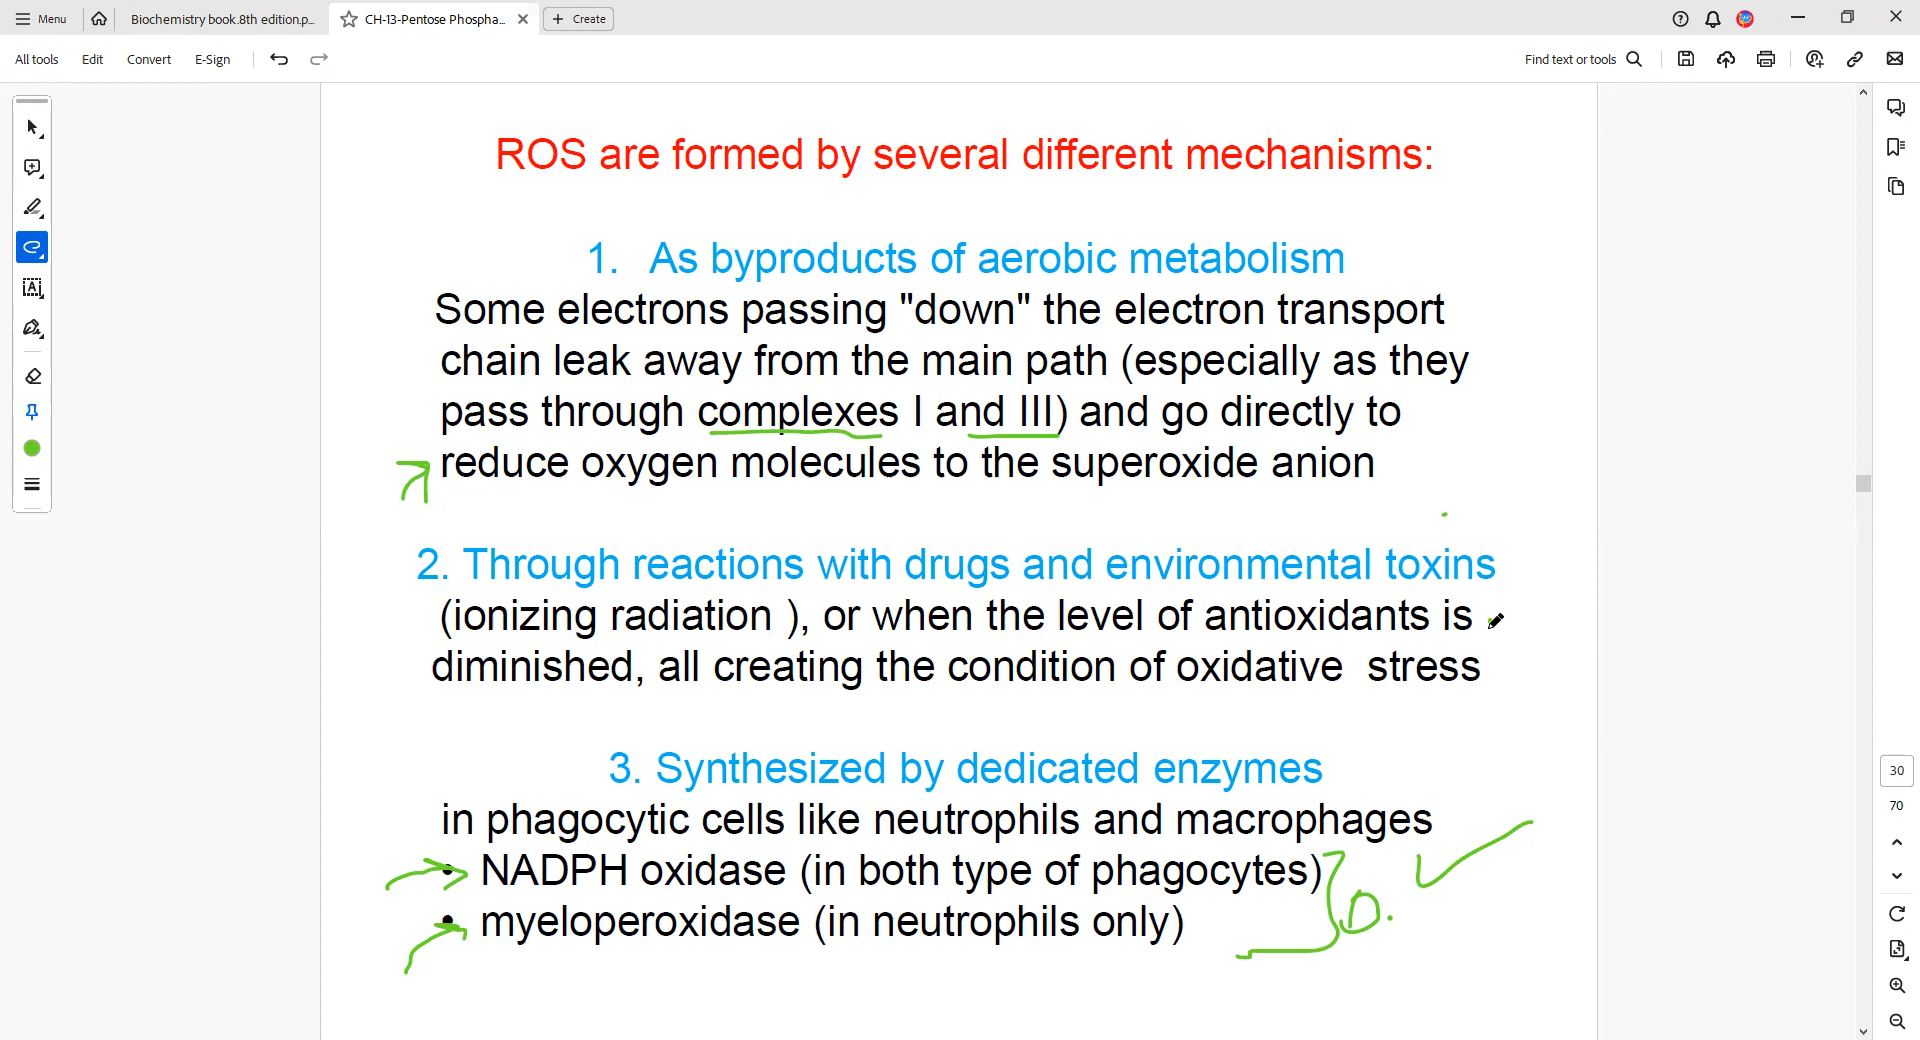 Menu
Biochemistry book.8th edition.p...
CH-13-Pentose Phospha...
Create
All tools
Edit
Convert
E-Sign
Find text or tools
ROS are formed by several different mechanisms:
1. As byproducts of aerobic metabolism
Some electrons passing "down" the electron transport
chain leak away from the main path (especially as they
pass through complexes I and III) and go directly to
reduce oxygen molecules to the superoxide anion
2. Through reactions with drugs and environmental toxins
(ionizing radiation ), or when the level of antioxidants is
diminished, all creating the condition of oxidative  stress
3. Synthesized by dedicated enzymes
in phagocytic cells like neutrophils and macrophages
• NADPH oxidase (in both type of phagocytes)
• myeloperoxidase (in neutrophils only)
30
70